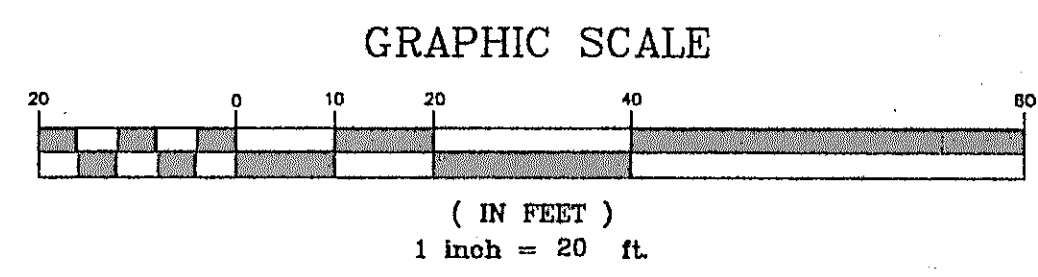 GRAPHIC SCALE
20 0 10 20 40 80
( IN FEET )
1 inch = 20 ft.